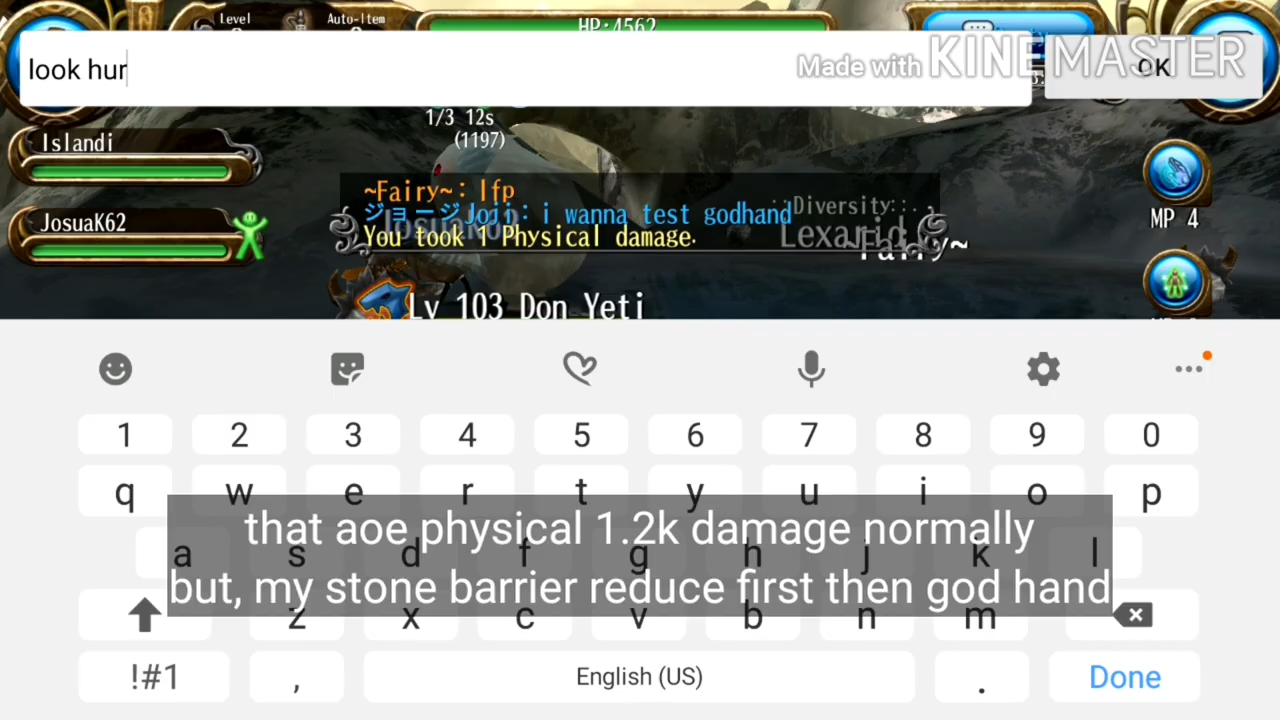 Level
Auto-Item
HP:4562
look hur
OK
Made with KINEMASTER
1/3 12s
(1197)
Islandi
JosuaK62
~Fairy~: lfp
ジョージJoji: i wanna test godhand
You took 1 Physical damage.
Diversity
Lexarid
~Fairy~
MP 4
Lv 103 Don Yeti
1 2 3 4 5 6 7 8 9 0
q w e r t y u i o p
a s d f g h j k l
that aoe physical 1.2k damage normally
but, my stone barrier reduce first then god hand
z x c v b n m
!#1 , English (US) . Done